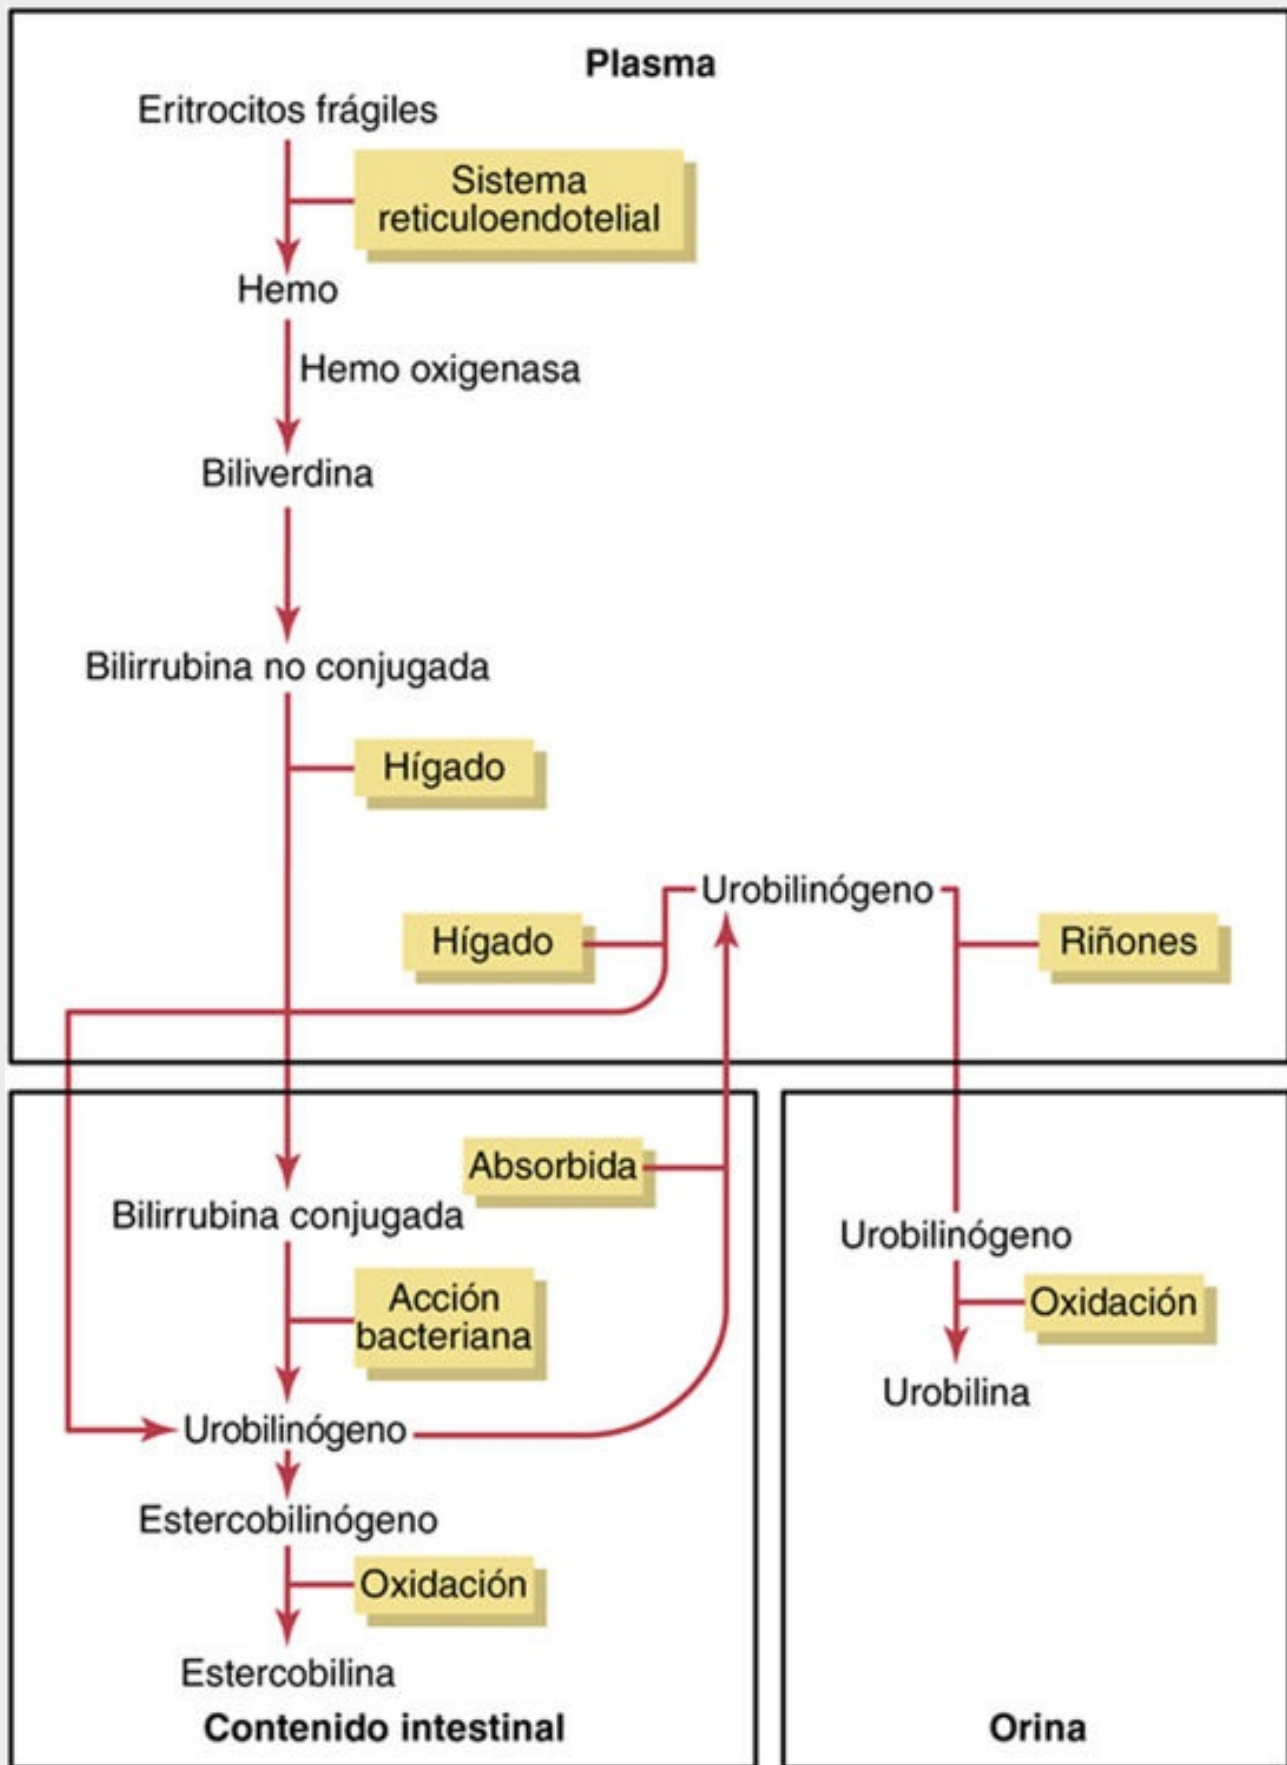 Plasma
Eritrocitos frágiles
Sistema
reticuloendotelial
Hemo
Hemo oxigenasa
Biliverdina
Bilirrubina no conjugada
Hígado
Urobilinógeno
Hígado
Riñones
Absorbida
Bilirrubina conjugada
Acción
bacteriana
Urobilinógeno
Estercobilinógeno
Oxidación
Estercobilina
Contenido intestinal
Urobilinógeno
Oxidación
Urobilina
Orina